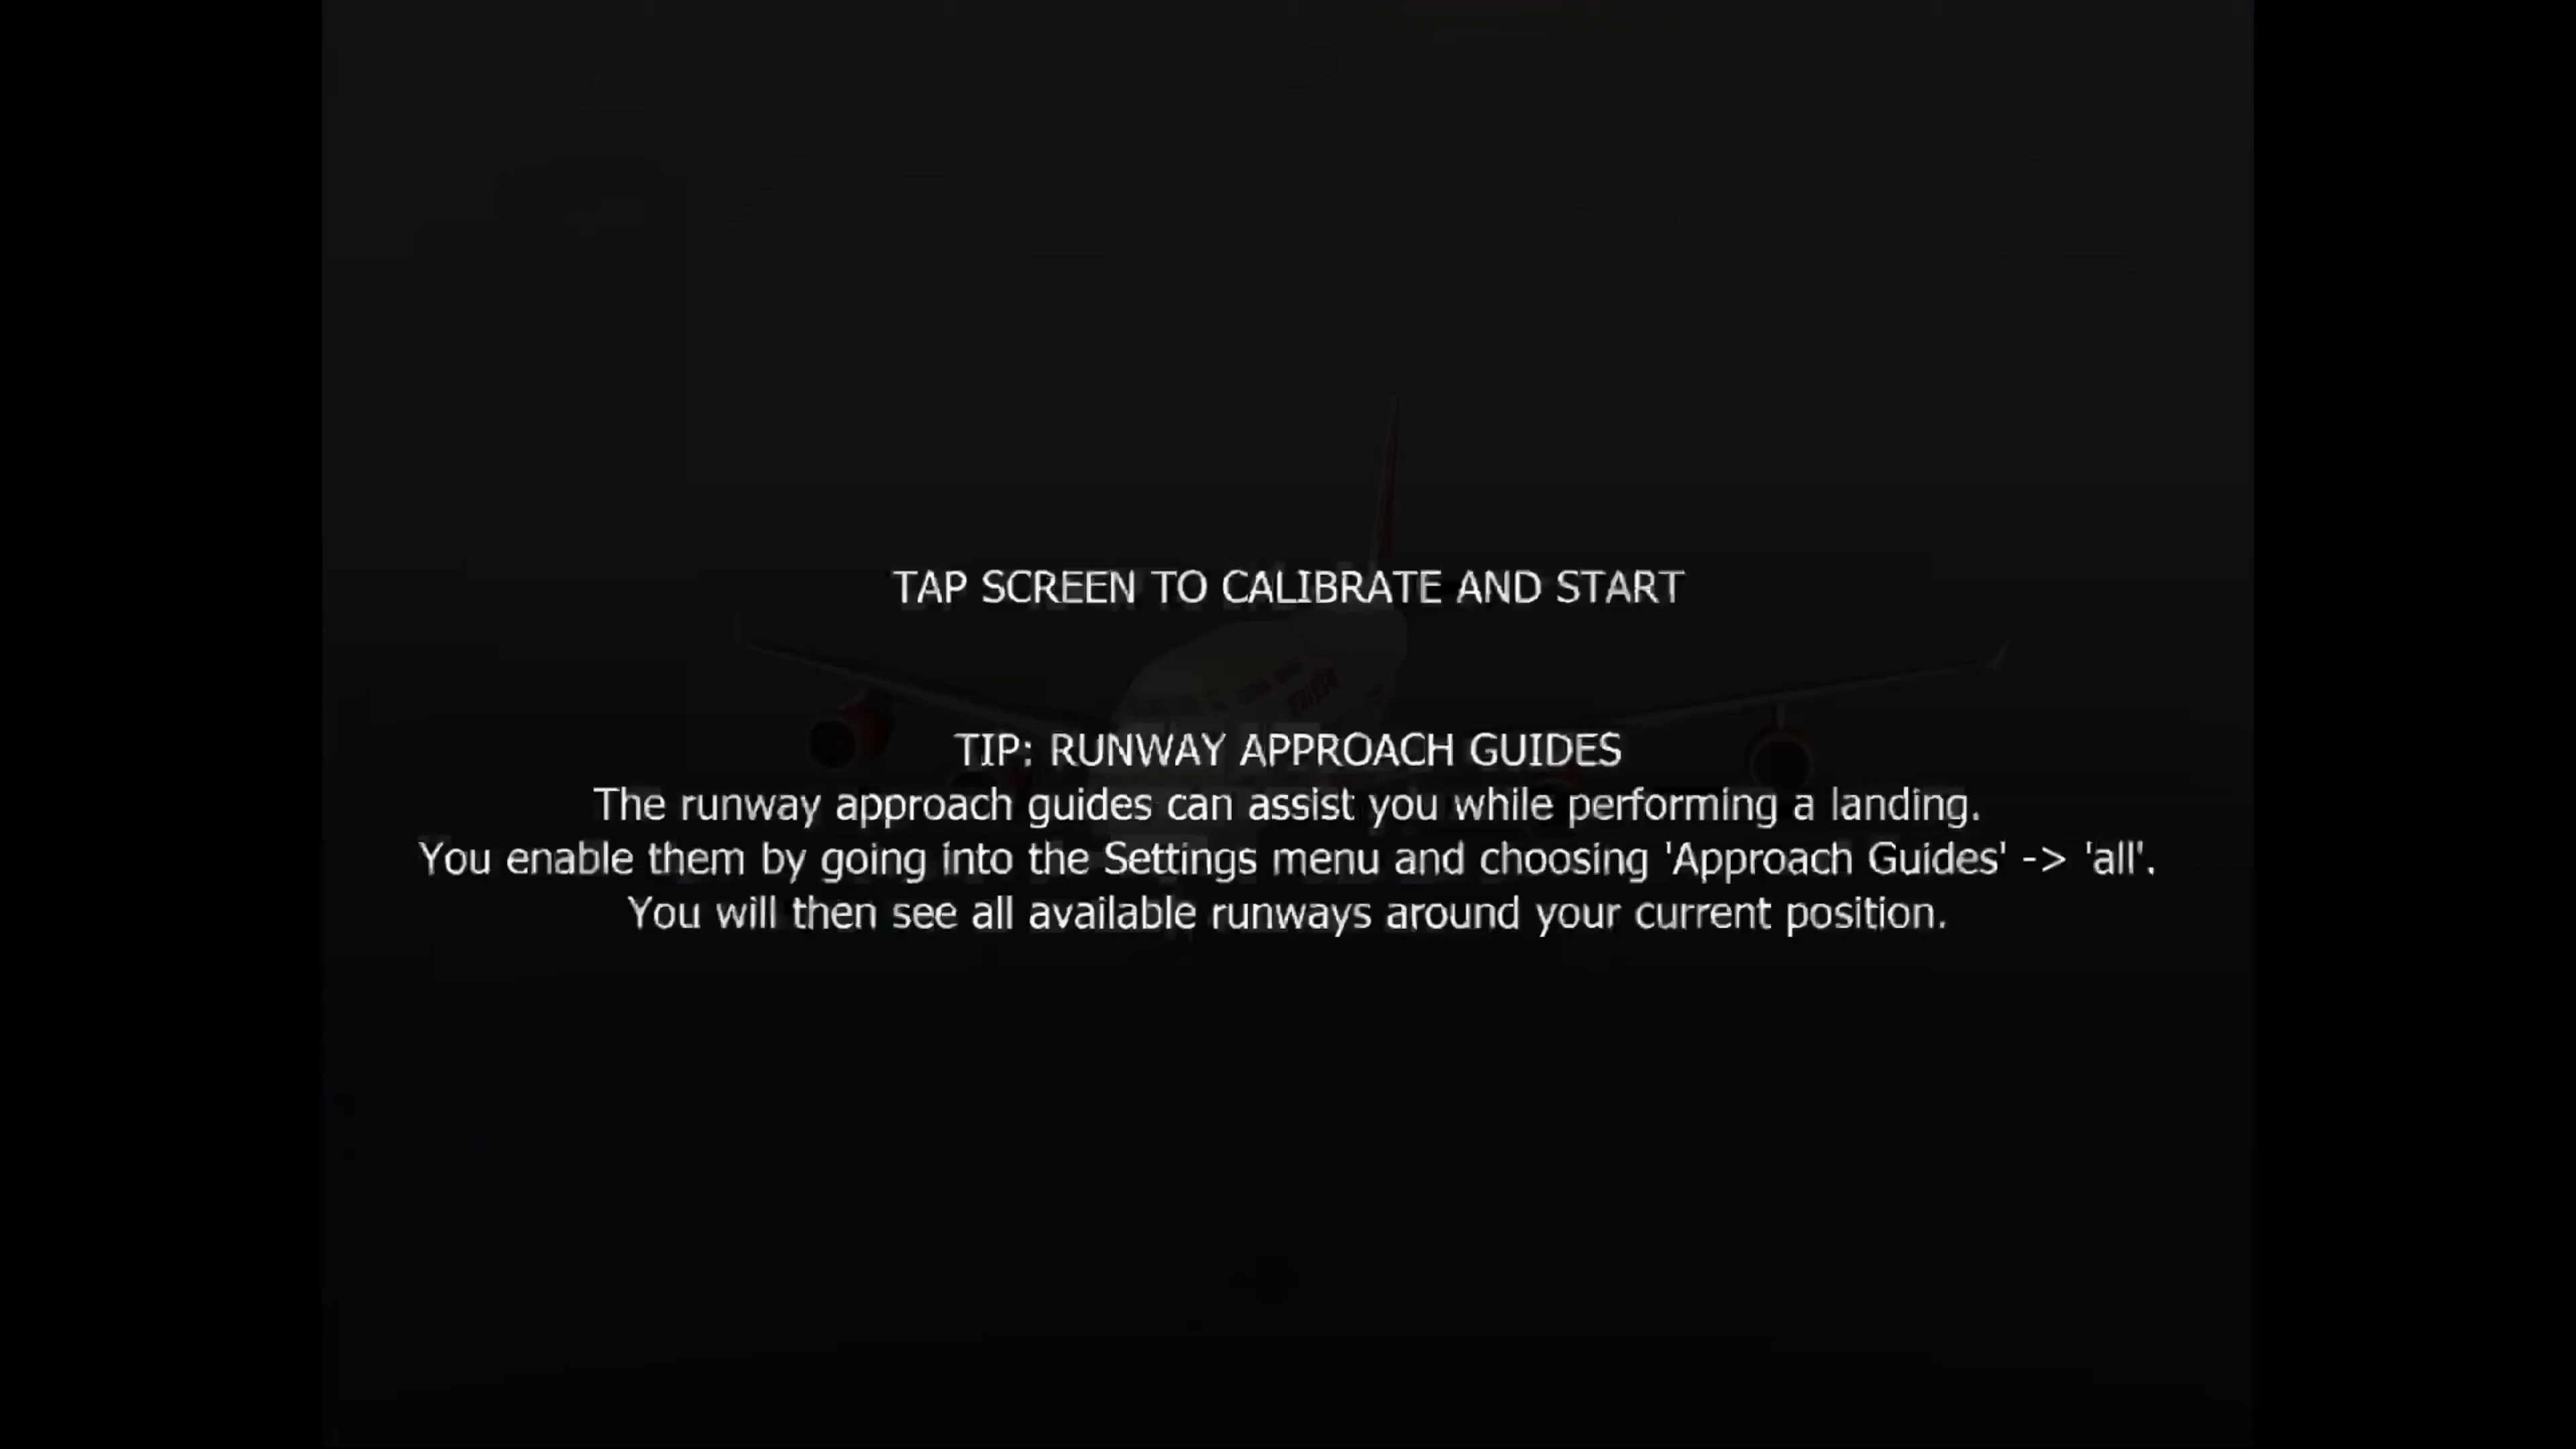 TAP SCREEN TO CALIBRATE AND START
TIP: RUNWAY APPROACH GUIDES
The runway approach guides can assist you while performing a landing.
You enable them by going into the Settings menu and choosing 'Approach Guides' -> 'all'.
You will then see all available runways around your current position.